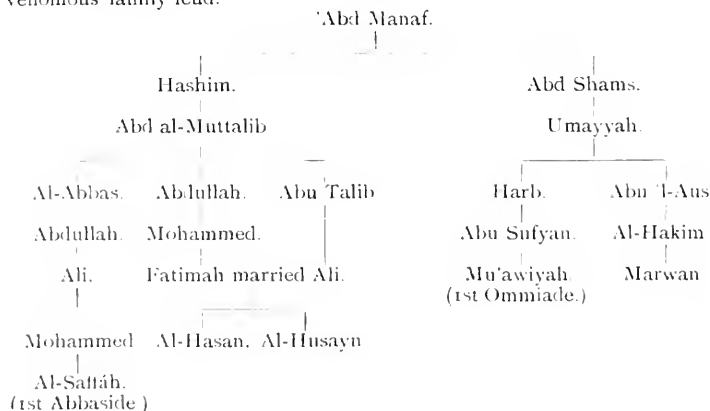 venomous family feud.
'Abd Manaf.
Hashim. Abd Shams.
Abd al-Muttalib Umayyah.
Al-Abbas. Abdullah. Abu Talib Harb. Abu 'l-Aus
Abdullah. Mohammed. Abu Sufyan. Al-Hakim
Ali. Fatimah married Ali. Mu'awiyah. Marwan
(1st Ommiade.)
Mohammed Al-Hasan. Al-Husayn
Al-Saffáh.
(1st Abbaside)